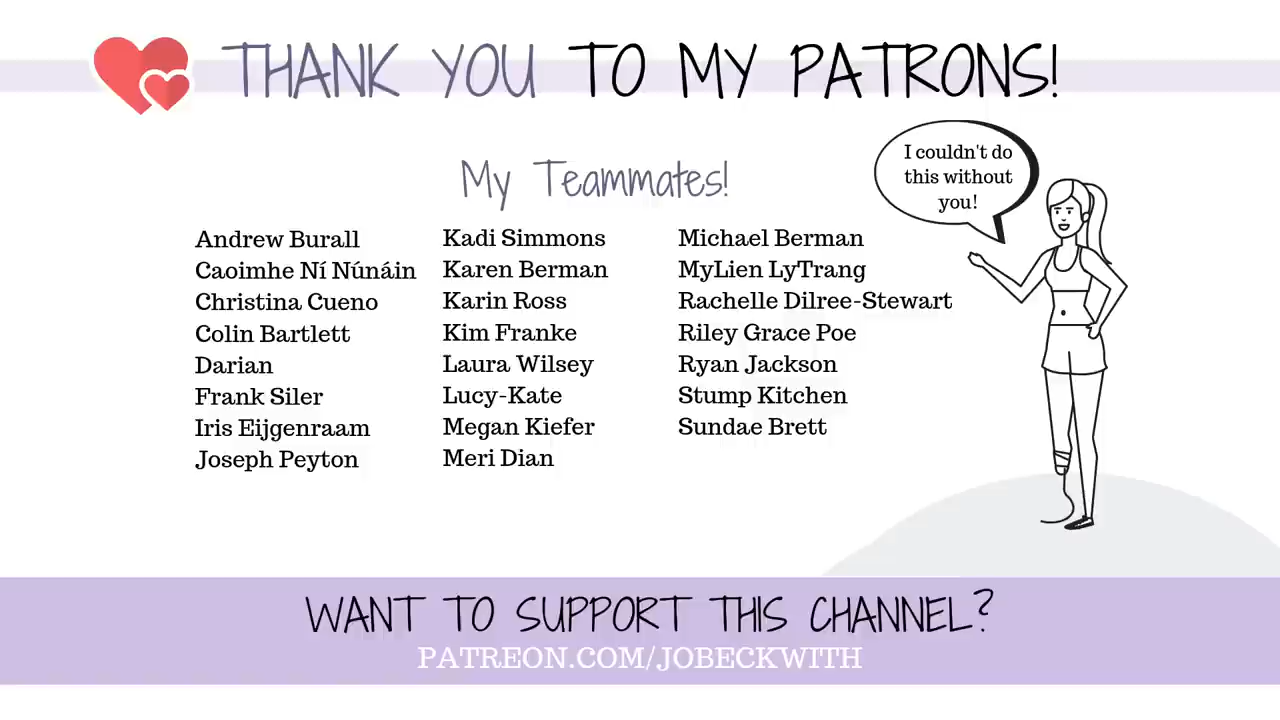 THANK YOU TO MY PATRONS!
I couldn't do
this without
you!
My Teammates!
Andrew Burall
Caoimhe Ní Núnáin
Christina Cueno
Colin Bartlett
Darian
Frank Siler
Iris Eijgenraam
Joseph Peyton
Kadi Simmons
Karen Berman
Karin Ross
Kim Franke
Laura Wilsey
Lucy-Kate
Megan Kiefer
Meri Dian
Michael Berman
MyLien LyTrang
Rachelle Dilree-Stewart
Riley Grace Poe
Ryan Jackson
Stump Kitchen
Sundae Brett
WANT TO SUPPORT THIS CHANNEL?
PATREON.COM/JOBECKWITH